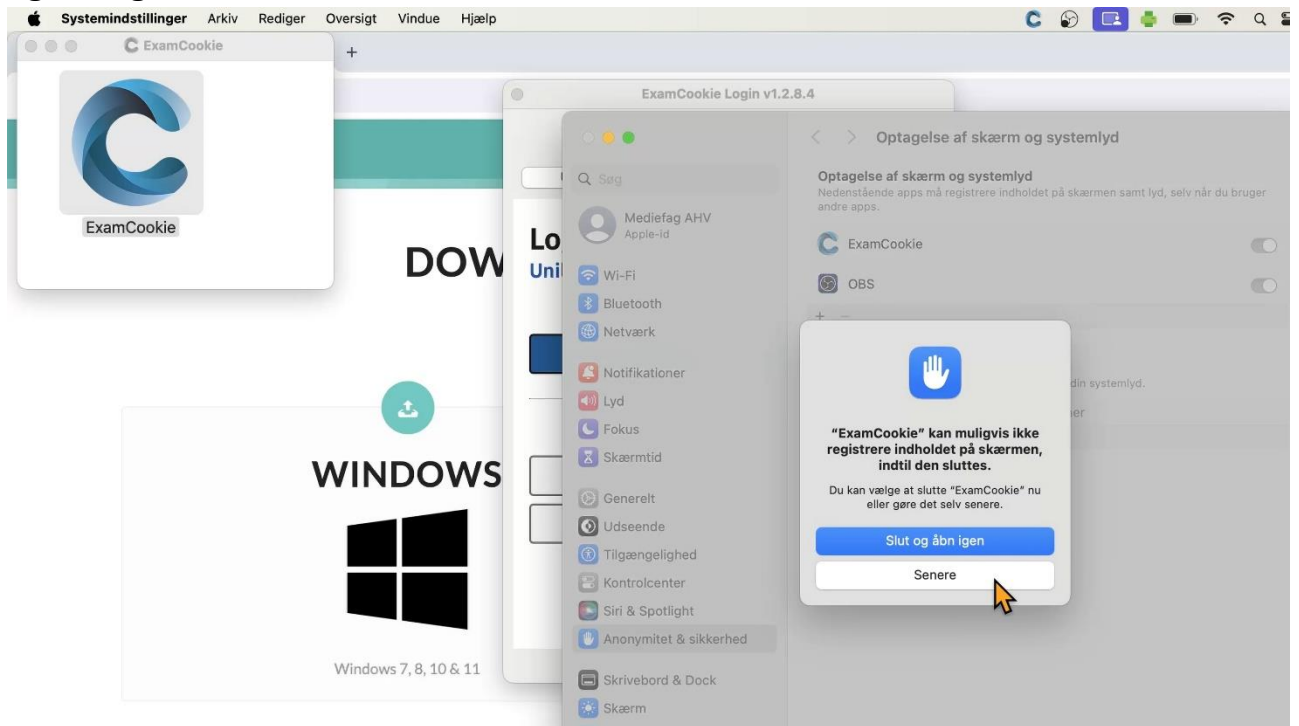 Systemindstillinger Arkiv Rediger Oversigt Vindue Hjælp
ExamCookie
ExamCookie
ExamCookie Login v1.2.8.4
DOW
WINDOWS
Windows 7, 8, 10 & 11
Lo
Unil
Søg
Mediefag AHV
Apple-id
Wi-Fi
Bluetooth
Netværk
Notifikationer
Lyd
Fokus
Skærmtid
Generelt
Udseende
Tilgængelighed
Kontrolcenter
Siri & Spotlight
Anonymitet & sikkerhed
Skrivebord & Dock
Skærm
Optagelse af skærm og systemlyd
Optagelse af skærm og systemlyd
Nedenstående apps må registrere indholdet på skærmen samt lyd, selv når du bruger
andre apps.
ExamCookie
OBS
din systemlyd.
er
"ExamCookie" kan muligvis ikke
registrere indholdet på skærmen,
indtil den sluttes.
Du kan vælge at slutte "ExamCookie" nu
eller gøre det selv senere.
Slut og åbn igen
Senere